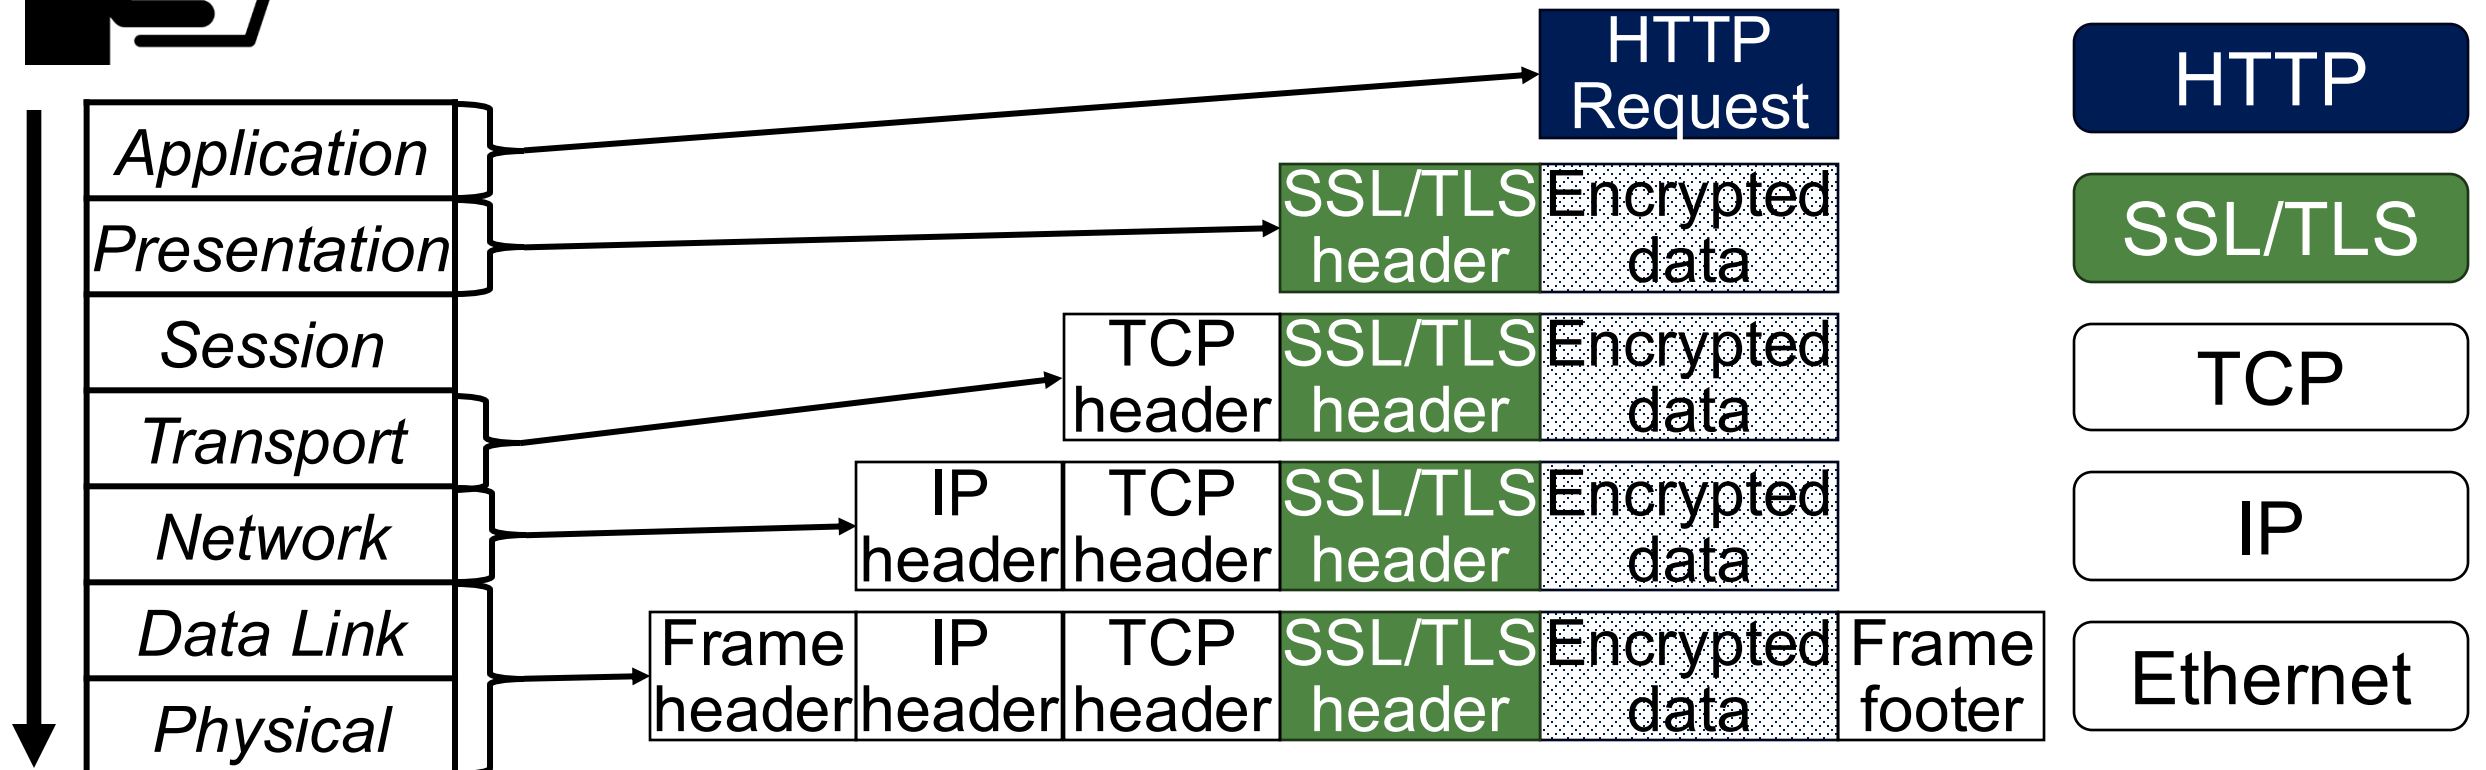 HTTP
Request
HTTP
Application
SSL/TLS
header
Encrypted
data
SSL/TLS
Presentation
Session
TCP
header
SSL/TLS
header
Encrypted
data
TCP
Transport
Network
IP
header
TCP
header
SSL/TLS
header
Encrypted
data
IP
Data Link
Physical
Frame
header
IP
header
TCP
header
SSL/TLS
header
Encrypted
data
Frame
footer
Ethernet